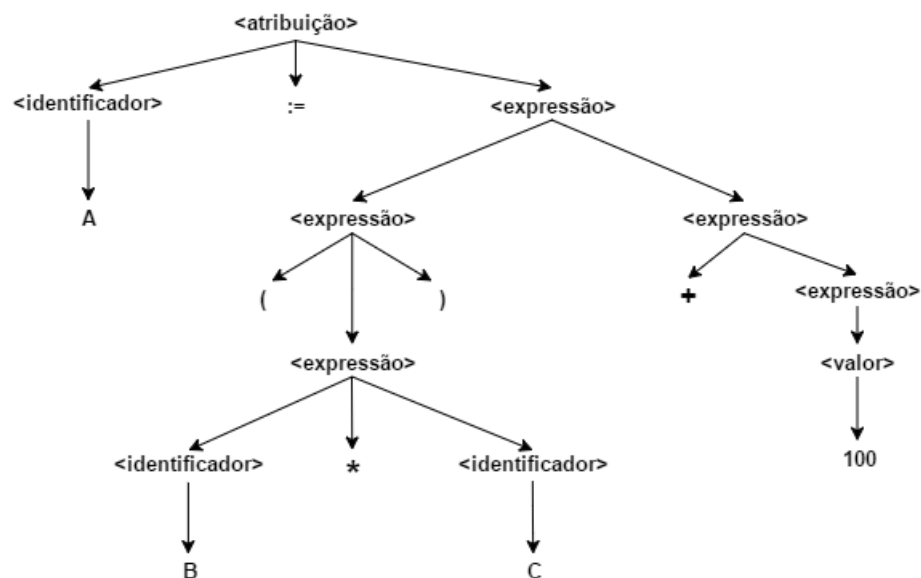 <atribuição>
<identificador> := <expressão>
A <expressão> <expressão>
( ) + <expressão>
<expressão> <valor>
<identificador> * <identificador> 100
B C